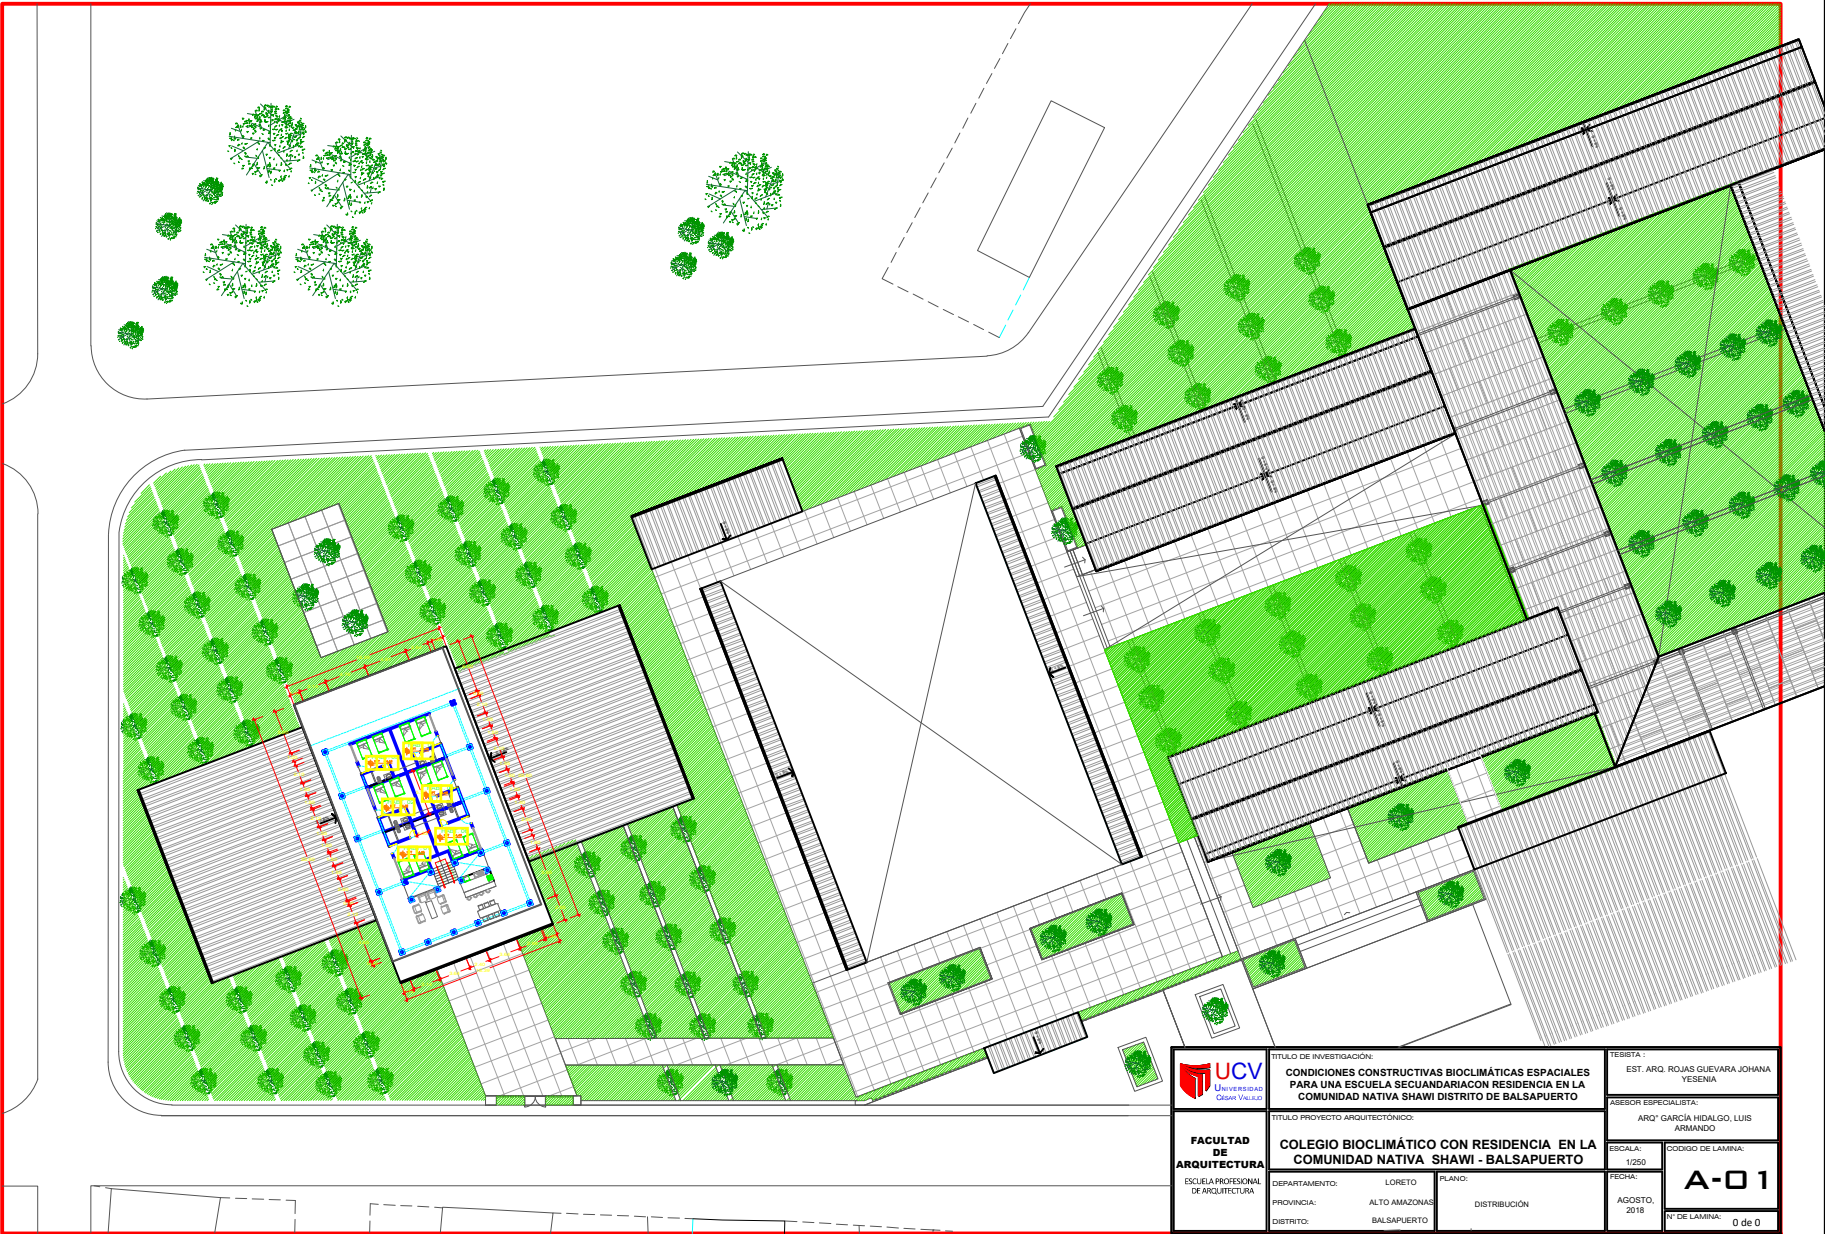 UCV
UNIVERSIDAD
CÉSAR VALLEJO
FACULTAD
DE
ARQUITECTURA
ESCUELA PROFESIONAL
DE ARQUITECTURA
TITULO DE INVESTIGACIÓN:
CONDICIONES CONSTRUCTIVAS BIOCLIMÁTICAS ESPACIALES
PARA UNA ESCUELA SECUANDARIACON RESIDENCIA EN LA
COMUNIDAD NATIVA SHAWI DISTRITO DE BALSAPUERTO
TITULO PROYECTO ARQUITECTÓNICO:
COLEGIO BIOCLIMÁTICO CON RESIDENCIA EN LA
COMUNIDAD NATIVA SHAWI - BALSAPUERTO
DEPARTAMENTO: LORETO
PROVINCIA: ALTO AMAZONAS
DISTRITO: BALSAPUERTO
PLANO:
DISTRIBUCIÓN
TESISTA :
EST. ARQ. ROJAS GUEVARA JOHANA
YESENIA
ASESOR ESPECIALISTA:
ARQ° GARCÍA HIDALGO, LUIS
ARMANDO
ESCALA:
1/250
FECHA:
AGOSTO,
2018
CODIGO DE LAMINA:
A-01
N° DE LAMINA: 0 de 0